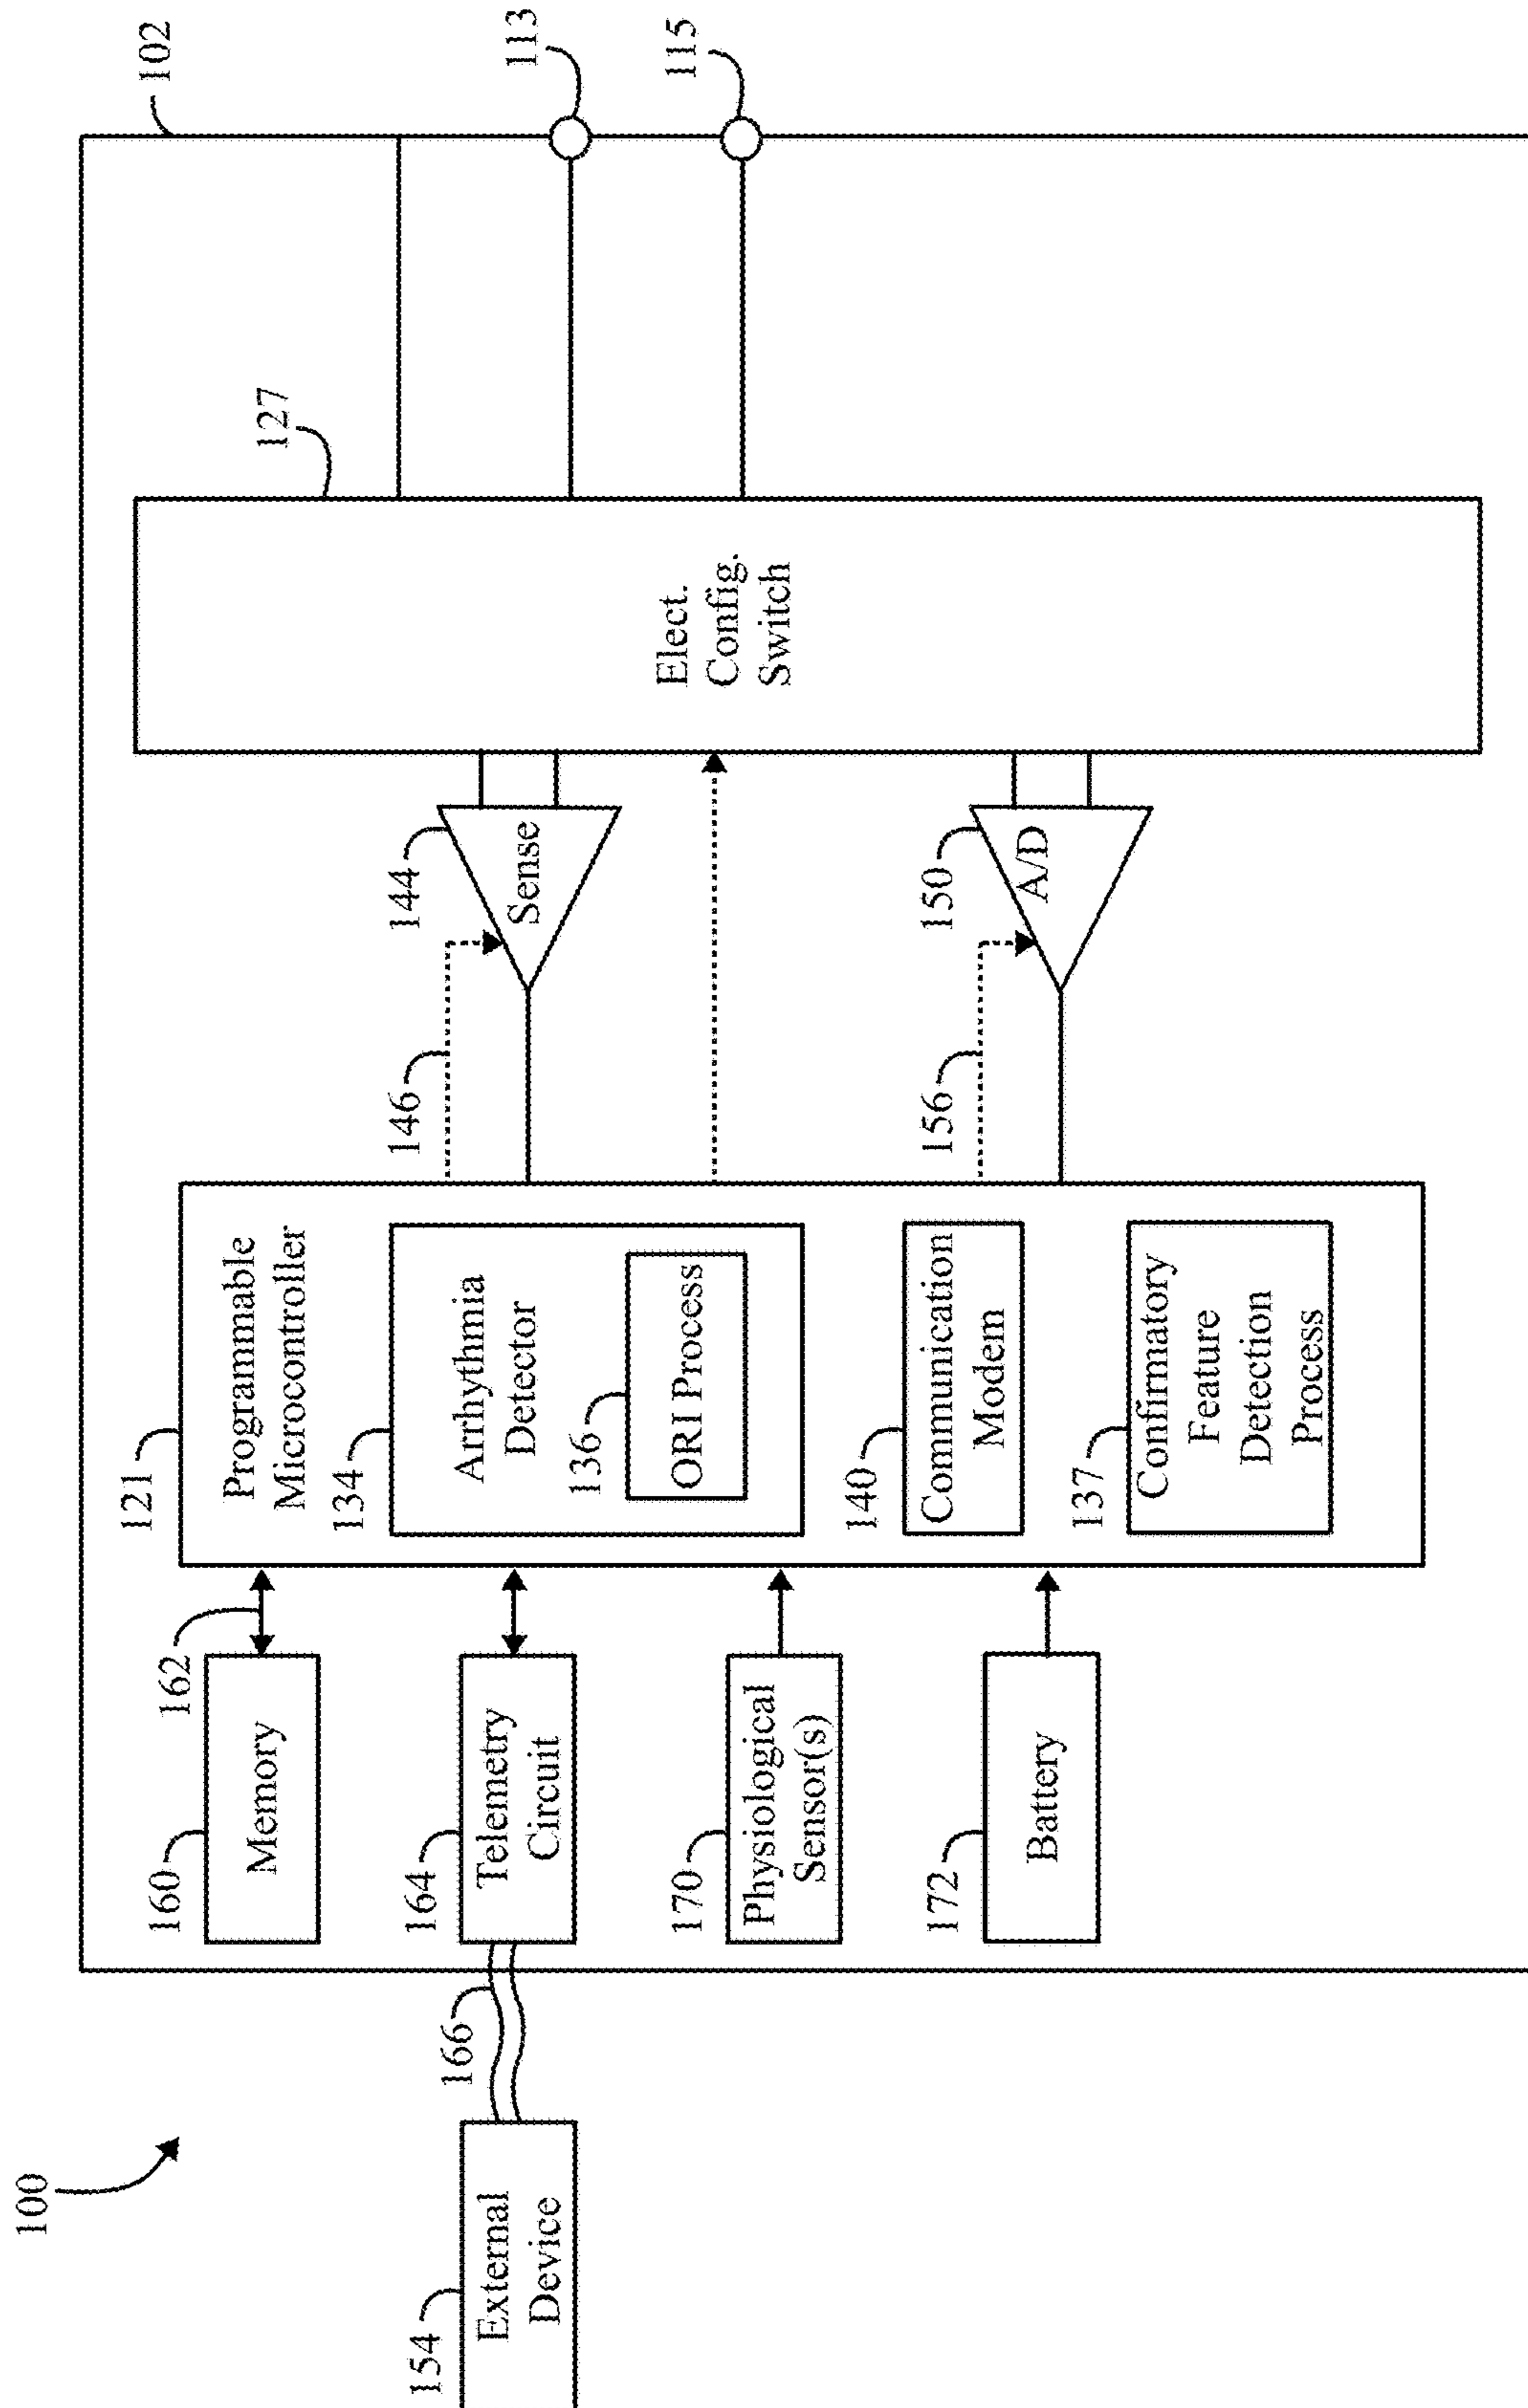 100
102
113
115
127
Elect.
Config.
Switch
144
Sense
146
150
A/D
156
121
Programmable
Microcontroller
134
Arrhythmia
Detector
136
ORI Process
140
Communication
Modem
137
Confirmatory
Feature
Detection
Process
162
160
Memory
164
Telemetry
Circuit
170
Physiological
Sensor(s)
172
Battery
166
154
External
Device